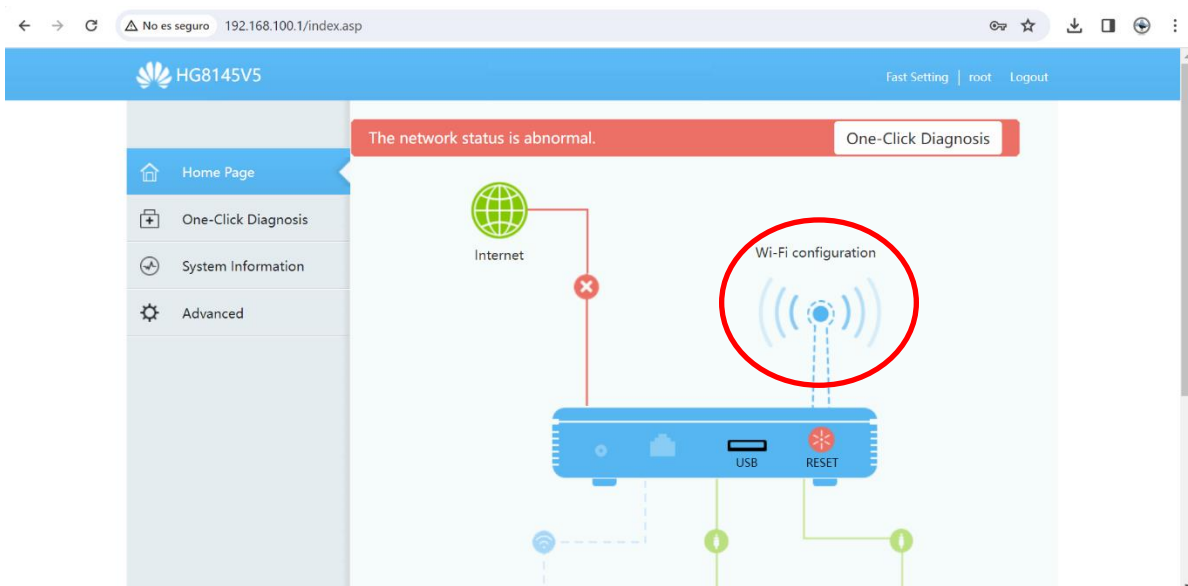 No es seguro 192.168.100.1/index.asp
HG8145V5
Fast Setting | root Logout
The network status is abnormal. One-Click Diagnosis
Home Page
One-Click Diagnosis
System Information
Advanced
Internet
Wi-Fi configuration
USB RESET